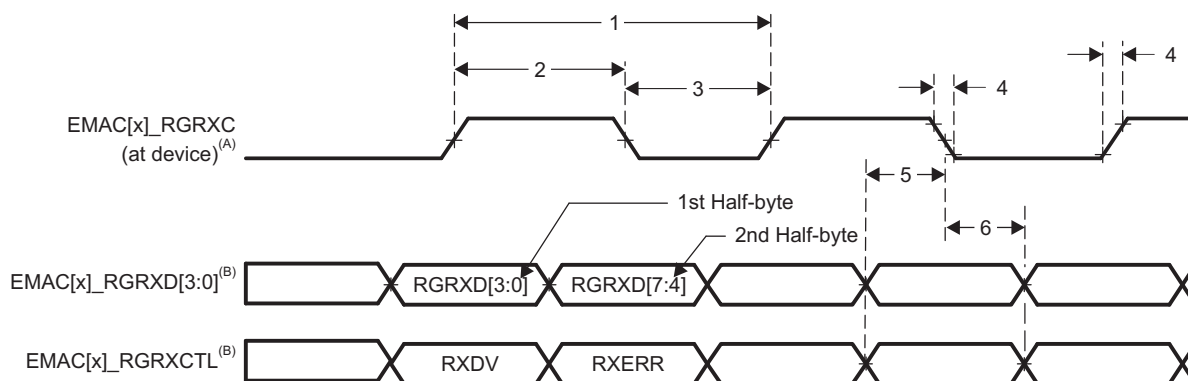 1
2
3
4
4
EMAC[x]_RGRXC
(at device)(A)
5
6
1st Half-byte
2nd Half-byte
EMAC[x]_RGRXD[3:0](B)
RGRXD[3:0]
RGRXD[7:4]
EMAC[x]_RGRXCTL(B)
RXDV
RXERR